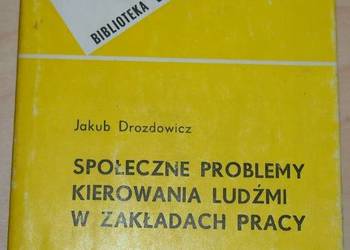 BIBLIOTEKA
Jakub Drozdowicz
SPOŁECZNE PROBLEMY
KIEROWANIA LUDŹMI
W ZAKŁADACH PRACY